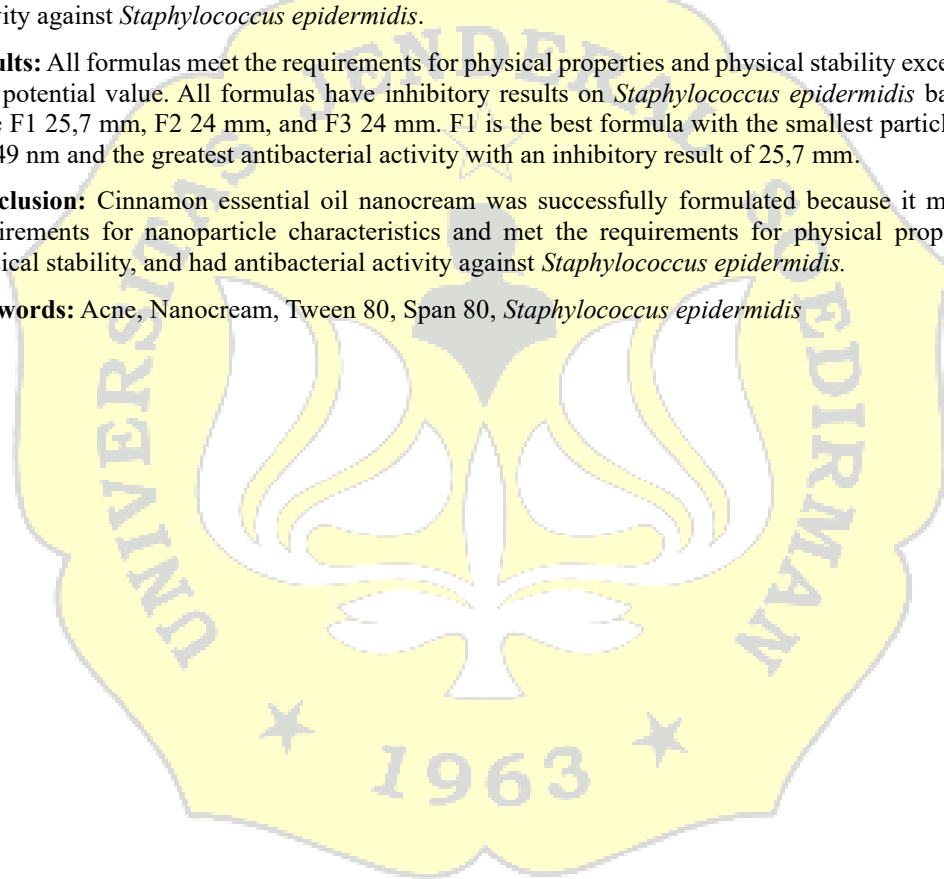 vity against Staphylococcus epidermidis.
ults: All formulas meet the requirements for physical properties and physical stability exce
potential value. All formulas have inhibitory results on Staphylococcus epidermidis ba
e F1 25,7 mm, F2 24 mm, and F3 24 mm. F1 is the best formula with the smallest particl
49 nm and the greatest antibacterial activity with an inhibitory result of 25,7 mm.
clusion: Cinnamon essential oil nanocream was successfully formulated because it m
irements for nanoparticle characteristics and met the requirements for physical prop
ical stability, and had antibacterial activity against Staphylococcus epidermidis.
words: Acne, Nanocream, Tween 80, Span 80, Staphylococcus epidermidis
UNIVERSITAS JENDERAL SOEDIRMAN
1963